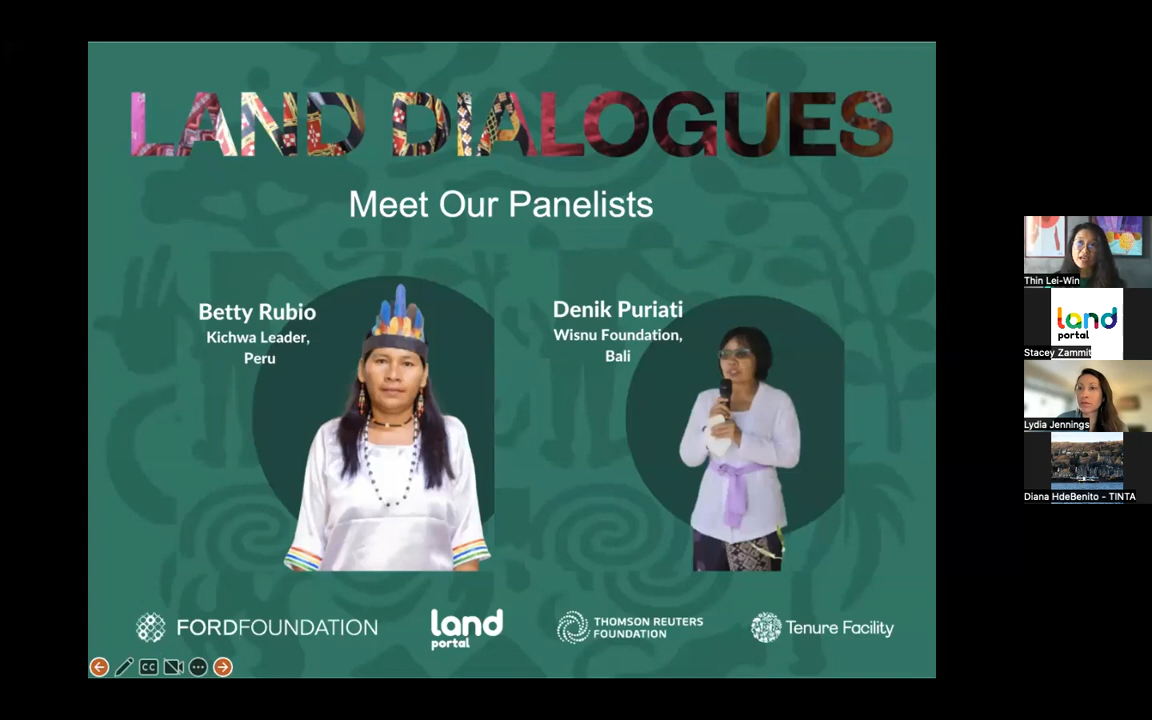 LAND DIALOGUES
Meet Our Panelists
Betty Rubio
Kichwa Leader,
Peru
Denik Puriati
Wisnu Foundation,
Bali
FORDFOUNDATION
land
portal
THOMSON REUTERS
FOUNDATION
Tenure Facility
CC
Thin Lei-Win
land
portal
Stacey Zammit
Lydia Jennings
Diana HdeBenito - TINTA